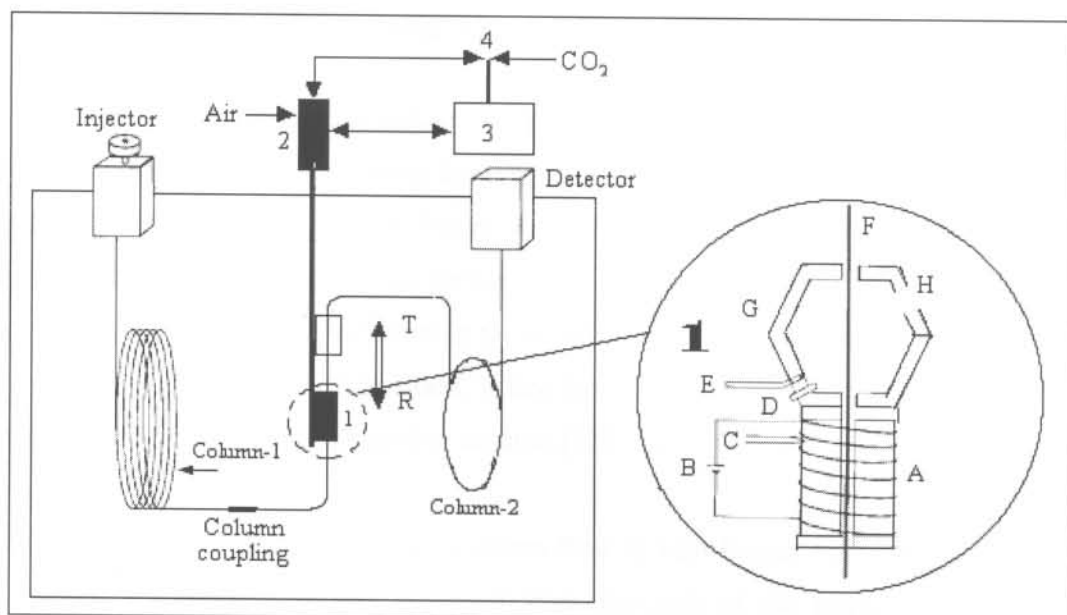 4
CO₂
Air
2
3
Injector
Detector
T
R
1
Column-1
Column-2
Column
coupling
1
F
G
H
E
D
C
B
A